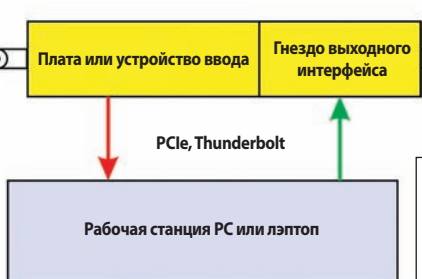 Плата или устройство ввода
Гнездо выходного
интерфейса
PCIe, Thunderbolt
Рабочая станция PC или лэптоп